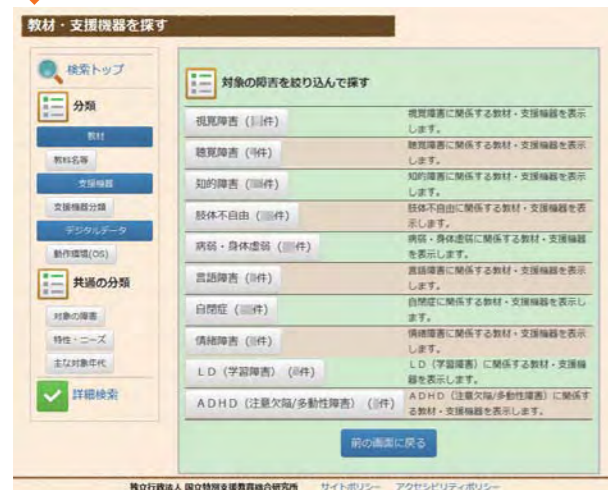 教材・支援機器を探す
検索トップ
分類
教材
教科名等
支援機器
支援機器分類
デジタルデータ
動作環境(OS)
共通の分類
対象の障害
特性・ニーズ
主な対象年代
詳細検索
対象の障害を絞り込んで探す
視覚障害 ( 件)
視覚障害に関係する教材・支援機器を表示
します。
聴覚障害 ( 件)
聴覚障害に関係する教材・支援機器を表示
します。
知的障害 ( 件)
知的障害に関係する教材・支援機器を表示
します。
肢体不自由 ( 件)
肢体不自由に関係する教材・支援機器を表
示します。
病弱・身体虚弱 ( 件)
病弱・身体虚弱に関係する教材・支援機器
を表示します。
言語障害 ( 件)
言語障害に関係する教材・支援機器を表示
します。
自閉症 ( 件)
自閉症に関係する教材・支援機器を表示し
ます。
情緒障害 ( 件)
情緒障害に関係する教材・支援機器を表示
します。
ＬＤ（学習障害） ( 件)
ＬＤ（学習障害）に関係する教材・支援機
器を表示します。
ＡＤＨＤ（注意欠陥/多動性障害） ( 件)
ＡＤＨＤ（注意欠陥/多動性障害）に関係す
る教材・支援機器を表示します。
前の画面に戻る
独立行政法人 国立特別支援教育総合研究所 サイトポリシー アクセシビリティポリシー